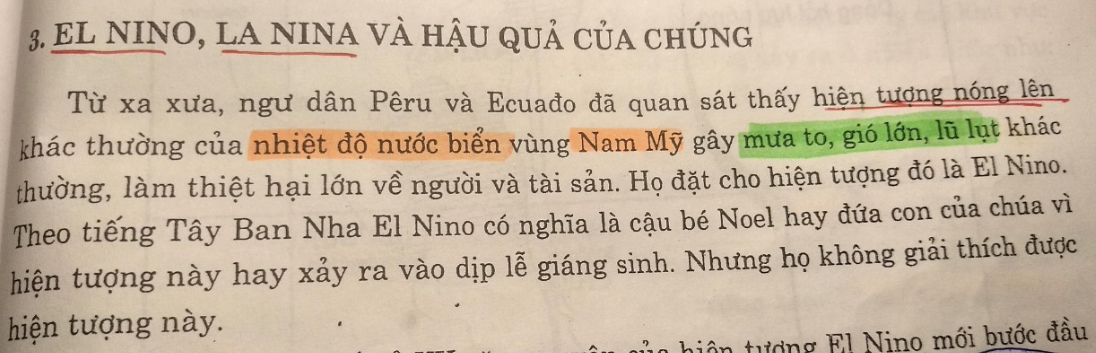 3. EL NINO, LA NINA VÀ HẬU QUẢ CỦA CHÚNG
Từ xa xưa, ngư dân Pêru và Ecuađo đã quan sát thấy hiện tượng nóng lên
khác thường của nhiệt độ nước biển vùng Nam Mỹ gây mưa to, gió lớn, lũ lụt khác
thường, làm thiệt hại lớn về người và tài sản. Họ đặt cho hiện tượng đó là El Nino.
Theo tiếng Tây Ban Nha El Nino có nghĩa là cậu bé Noel hay đứa con của chúa vì
hiện tượng này hay xảy ra vào dịp lễ giáng sinh. Nhưng họ không giải thích được
hiện tượng này.
của hiện tượng El Nino mới bước đầu